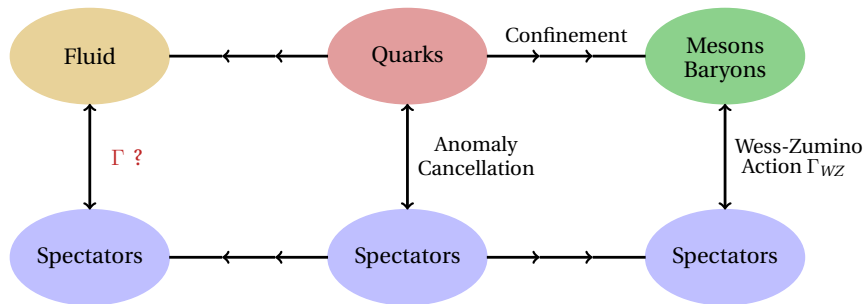 Fluid
Quarks
Confinement
Mesons
Baryons
Γ ?
Anomaly
Cancellation
Wess-Zumino
Action Γ_WZ
Spectators
Spectators
Spectators